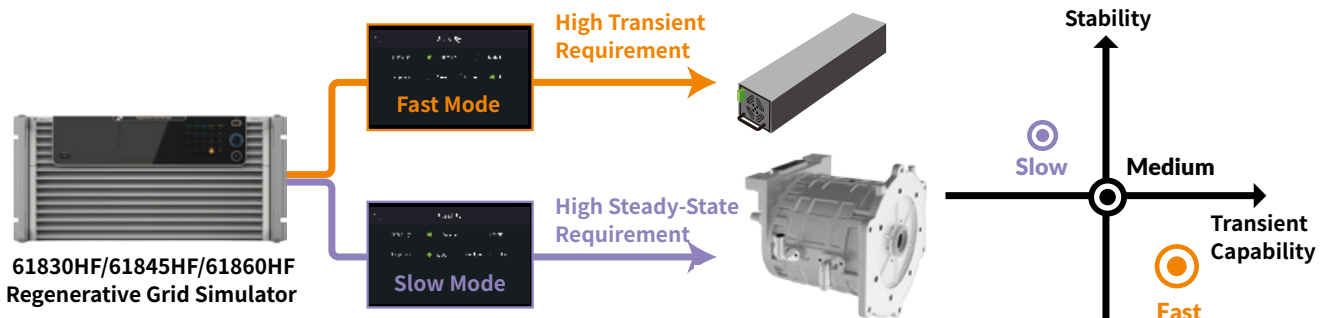 High Transient
Requirement
Fast Mode
61830HF/61845HF/61860HF
Regenerative Grid Simulator
High Steady-State
Requirement
Slow Mode
Stability
Slow
Medium
Transient
Capability
Fast